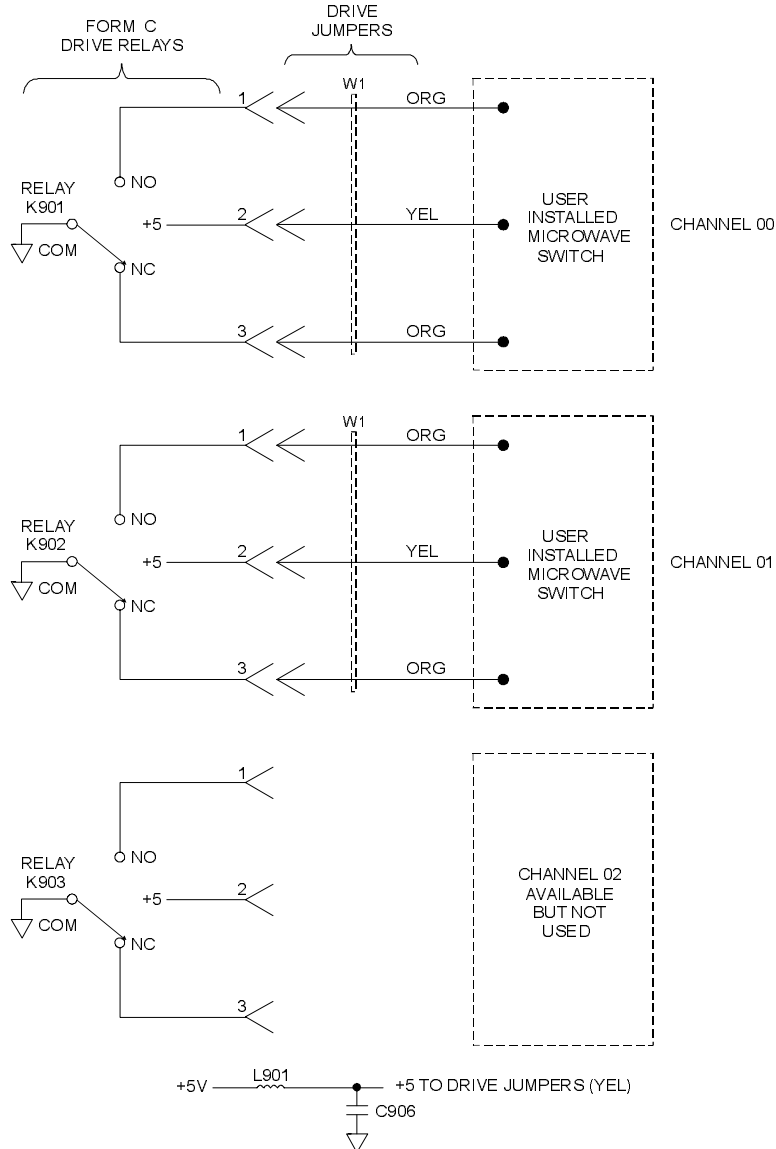 FORM C
DRIVE RELAYS
DRIVE
JUMPERS
W1
1
ORG
NO
RELAY
K901
+5
2
YEL
COM
NC
3
ORG
USER
INSTALLED
MICROWAVE
SWITCH
CHANNEL 00
W1
1
ORG
NO
RELAY
K902
+5
2
YEL
COM
NC
3
ORG
USER
INSTALLED
MICROWAVE
SWITCH
CHANNEL 01
1
NO
RELAY
K903
+5
2
COM
NC
3
CHANNEL 02
AVAILABLE
BUT NOT
USED
+5V
L901
+5 TO DRIVE JUMPERS (YEL)
C906